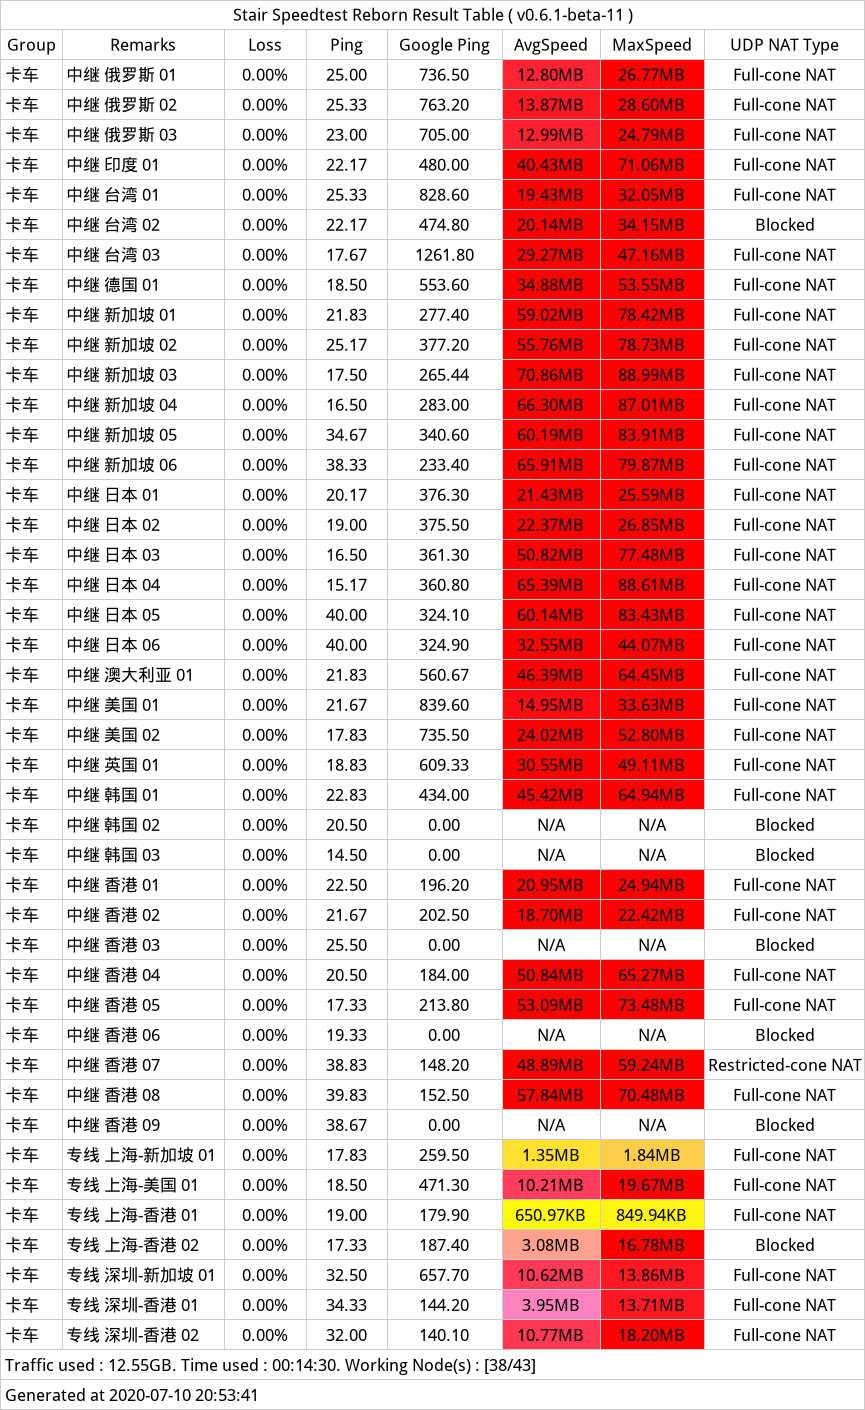 Stair Speedtest Reborn Result Table ( v0.6.1-beta-11 )
Group Remarks Loss Ping Google Ping AvgSpeed MaxSpeed UDP NAT Type
卡车 中继 俄罗斯 01 0.00% 25.00 736.50 12.80MB 26.77MB Full-cone NAT
卡车 中继 俄罗斯 02 0.00% 25.33 763.20 13.87MB 28.60MB Full-cone NAT
卡车 中继 俄罗斯 03 0.00% 23.00 705.00 12.99MB 24.79MB Full-cone NAT
卡车 中继 印度 01 0.00% 22.17 480.00 40.43MB 71.06MB Full-cone NAT
卡车 中继 台湾 01 0.00% 25.33 828.60 19.43MB 32.05MB Full-cone NAT
卡车 中继 台湾 02 0.00% 22.17 474.80 20.14MB 34.15MB Blocked
卡车 中继 台湾 03 0.00% 17.67 1261.80 29.27MB 47.16MB Full-cone NAT
卡车 中继 德国 01 0.00% 18.50 553.60 34.88MB 53.55MB Full-cone NAT
卡车 中继 新加坡 01 0.00% 21.83 277.40 59.02MB 78.42MB Full-cone NAT
卡车 中继 新加坡 02 0.00% 25.17 377.20 55.76MB 78.73MB Full-cone NAT
卡车 中继 新加坡 03 0.00% 17.50 265.44 70.86MB 88.99MB Full-cone NAT
卡车 中继 新加坡 04 0.00% 16.50 283.00 66.30MB 87.01MB Full-cone NAT
卡车 中继 新加坡 05 0.00% 34.67 340.60 60.19MB 83.91MB Full-cone NAT
卡车 中继 新加坡 06 0.00% 38.33 233.40 65.91MB 79.87MB Full-cone NAT
卡车 中继 日本 01 0.00% 20.17 376.30 21.43MB 25.59MB Full-cone NAT
卡车 中继 日本 02 0.00% 19.00 375.50 22.37MB 26.85MB Full-cone NAT
卡车 中继 日本 03 0.00% 16.50 361.30 50.82MB 77.48MB Full-cone NAT
卡车 中继 日本 04 0.00% 15.17 360.80 65.39MB 88.61MB Full-cone NAT
卡车 中继 日本 05 0.00% 40.00 324.10 60.14MB 83.43MB Full-cone NAT
卡车 中继 日本 06 0.00% 40.00 324.90 32.55MB 44.07MB Full-cone NAT
卡车 中继 澳大利亚 01 0.00% 21.83 560.67 46.39MB 64.45MB Full-cone NAT
卡车 中继 美国 01 0.00% 21.67 839.60 14.95MB 33.63MB Full-cone NAT
卡车 中继 美国 02 0.00% 17.83 735.50 24.02MB 52.80MB Full-cone NAT
卡车 中继 英国 01 0.00% 18.83 609.33 30.55MB 49.11MB Full-cone NAT
卡车 中继 韩国 01 0.00% 22.83 434.00 45.42MB 64.94MB Full-cone NAT
卡车 中继 韩国 02 0.00% 20.50 0.00 N/A N/A Blocked
卡车 中继 韩国 03 0.00% 14.50 0.00 N/A N/A Blocked
卡车 中继 香港 01 0.00% 22.50 196.20 20.95MB 24.94MB Full-cone NAT
卡车 中继 香港 02 0.00% 21.67 202.50 18.70MB 22.42MB Full-cone NAT
卡车 中继 香港 03 0.00% 25.50 0.00 N/A N/A Blocked
卡车 中继 香港 04 0.00% 20.50 184.00 50.84MB 65.27MB Full-cone NAT
卡车 中继 香港 05 0.00% 17.33 213.80 53.09MB 73.48MB Full-cone NAT
卡车 中继 香港 06 0.00% 19.33 0.00 N/A N/A Blocked
卡车 中继 香港 07 0.00% 38.83 148.20 48.89MB 59.24MB Restricted-cone NAT
卡车 中继 香港 08 0.00% 39.83 152.50 57.84MB 70.48MB Full-cone NAT
卡车 中继 香港 09 0.00% 38.67 0.00 N/A N/A Blocked
卡车 专线 上海-新加坡 01 0.00% 17.83 259.50 1.35MB 1.84MB Full-cone NAT
卡车 专线 上海-美国 01 0.00% 18.50 471.30 10.21MB 19.67MB Full-cone NAT
卡车 专线 上海-香港 01 0.00% 19.00 179.90 650.97KB 849.94KB Full-cone NAT
卡车 专线 上海-香港 02 0.00% 17.33 187.40 3.08MB 16.78MB Blocked
卡车 专线 深圳-新加坡 01 0.00% 32.50 657.70 10.62MB 13.86MB Full-cone NAT
卡车 专线 深圳-香港 01 0.00% 34.33 144.20 3.95MB 13.71MB Full-cone NAT
卡车 专线 深圳-香港 02 0.00% 32.00 140.10 10.77MB 18.20MB Full-cone NAT
Traffic used : 12.55GB. Time used : 00:14:30. Working Node(s) : [38/43]
Generated at 2020-07-10 20:53:41